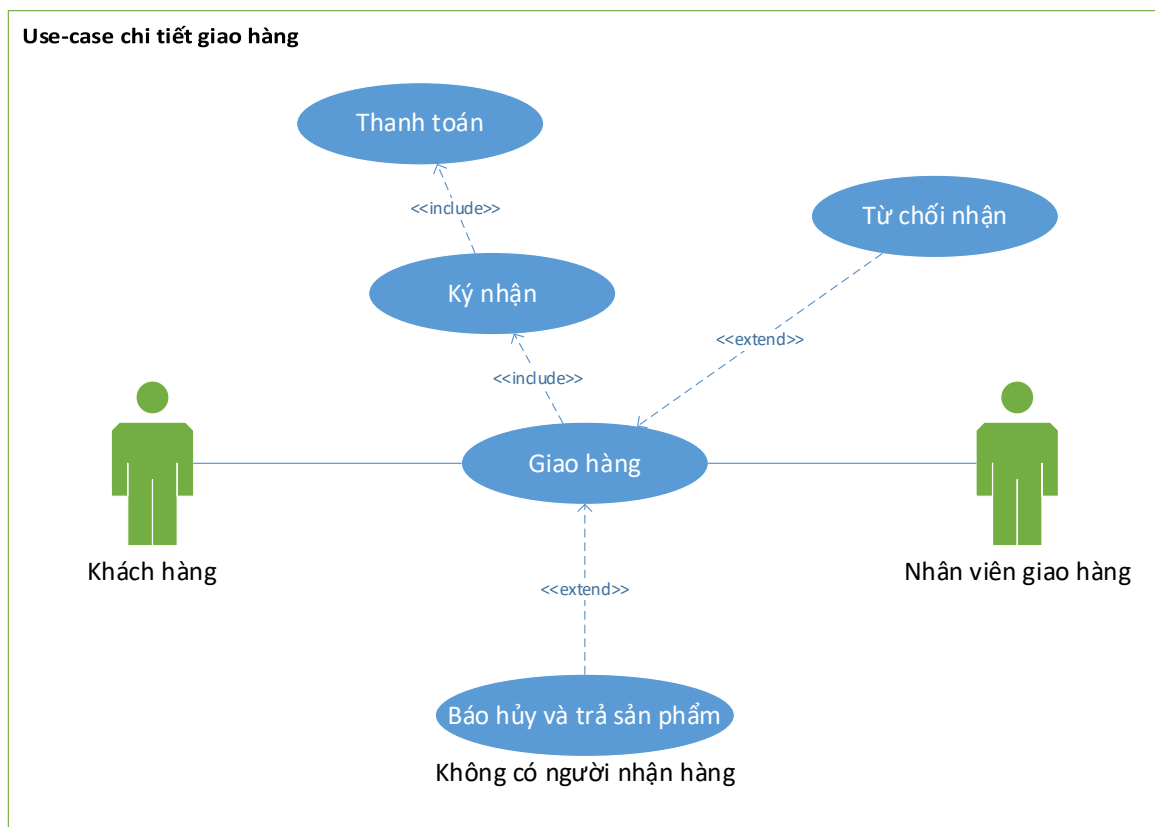 Use-case chi tiết giao hàng
Thanh toán
<<include>>
Từ chối nhận
Ký nhận
<<extend>>
<<include>>
Giao hàng
Khách hàng
Nhân viên giao hàng
<<extend>>
Báo hủy và trả sản phẩm
Không có người nhận hàng